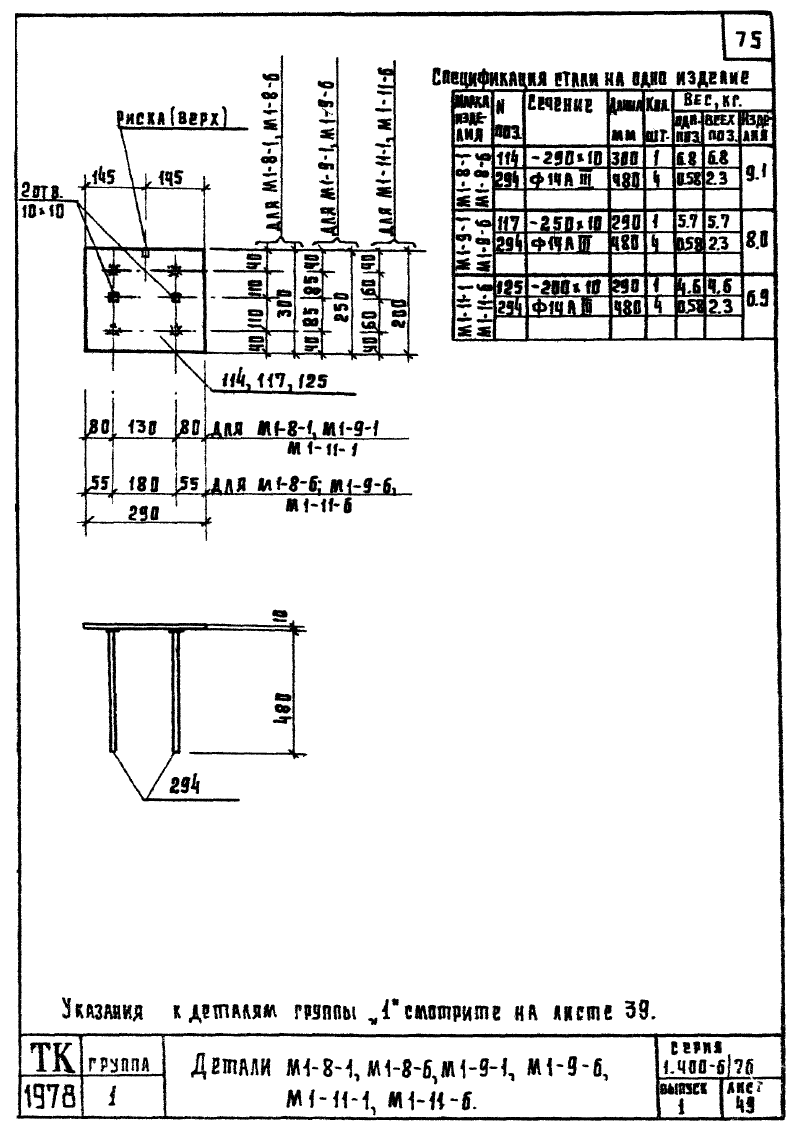 75
Спецификация стали на одно изделие
Марка изделия
N поз.
Сечение
Длина мм
Кол. шт.
Вес, кг.
одн. поз.
всех поз.
изделия
М1-8-1
М1-8-6
114 -290×10 300 1 6.8 6.8
294 Ф14АIII 480 4 0.58 2.3
9.1
М1-9-1
М1-9-6
117 -250×10 290 1 5.7 5.7
294 Ф14АIII 480 4 0.58 2.3
8.0
М1-11-1
М1-11-6
125 -200×10 290 1 4.6 4.6
294 Ф14АIII 480 4 0.58 2.3
6.9
Риска (верх)
для М1-8-1, М1-8-6
для М1-9-1, М1-9-6
для М1-11-1, М1-11-6
145 145
2 отв.
10×10
40 110 110 40
300
40 85 85 40
250
40 60 60 40
200
114, 117, 125
80 130 80 для М1-8-1, М1-9-1
М1-11-1
55 180 55 для М1-8-6; М1-9-6,
М1-11-6
290
10
480
294
Указания к деталям группы „1" смотрите на листе 39.
ТК
1978
группа
1
Детали М1-8-1, М1-8-6, М1-9-1, М1-9-6,
М1-11-1, М1-11-6.
серия
1.400-6/76
выпуск
1
лист
49